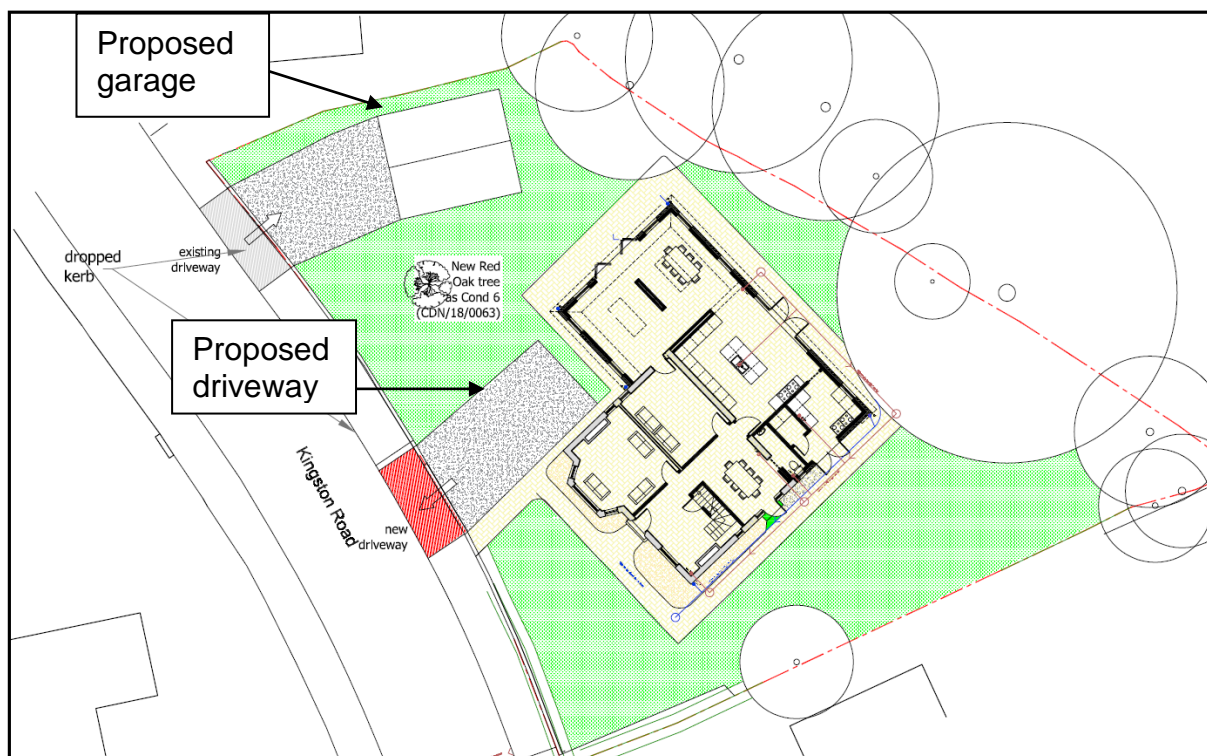 Proposed
garage
dropped
kerb
existing
driveway
New Red
Oak tree
as Cond 6
(CDN/18/0063)
Proposed
driveway
Kingston Road
new
driveway